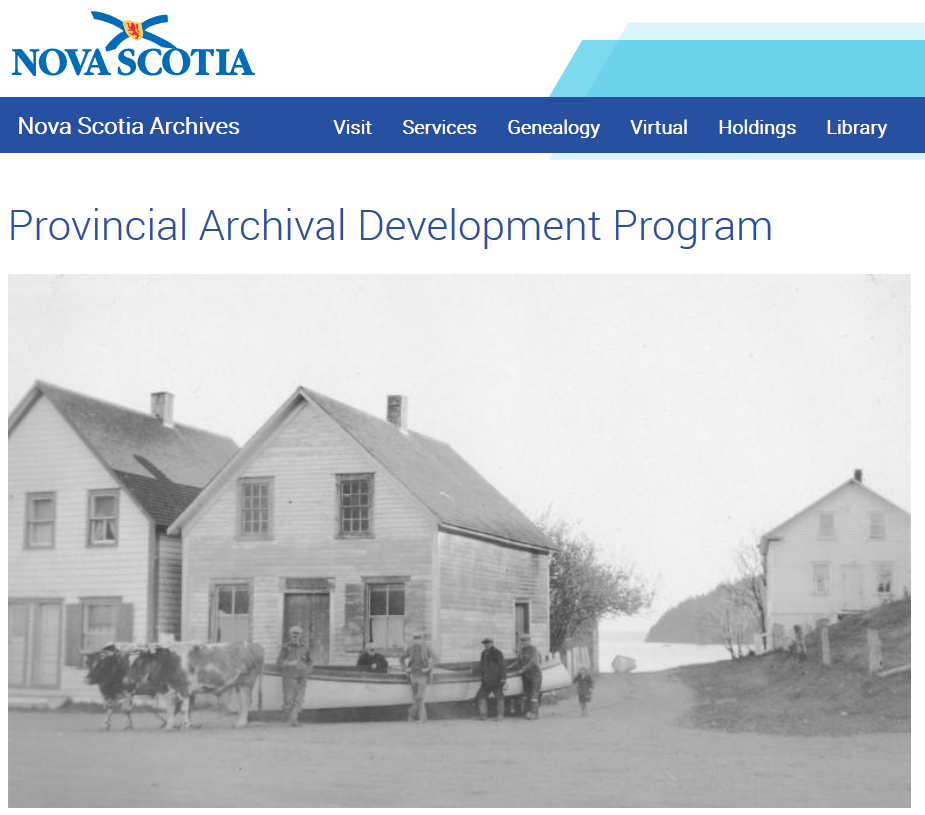 NOVA SCOTIA
Nova Scotia Archives Visit Services Genealogy Virtual Holdings Library
Provincial Archival Development Program